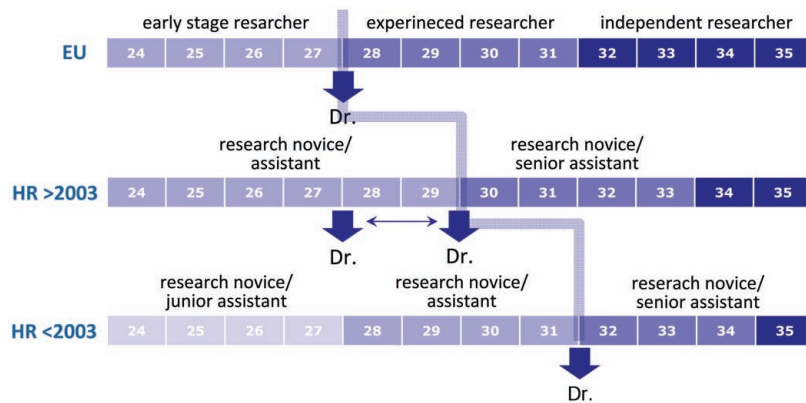 early stage resarcher experineced researcher independent researcher
EU 24 25 26 27 28 29 30 31 32 33 34 35
Dr.
research novice/ research novice/
assistant senior assistant
HR >2003 24 25 26 27 28 29 30 31 32 33 34 35
Dr. Dr.
research novice/ research novice/ reserach novice/
junior assistant assistant senior assistant
HR <2003 24 25 26 27 28 29 30 31 32 33 34 35
Dr.